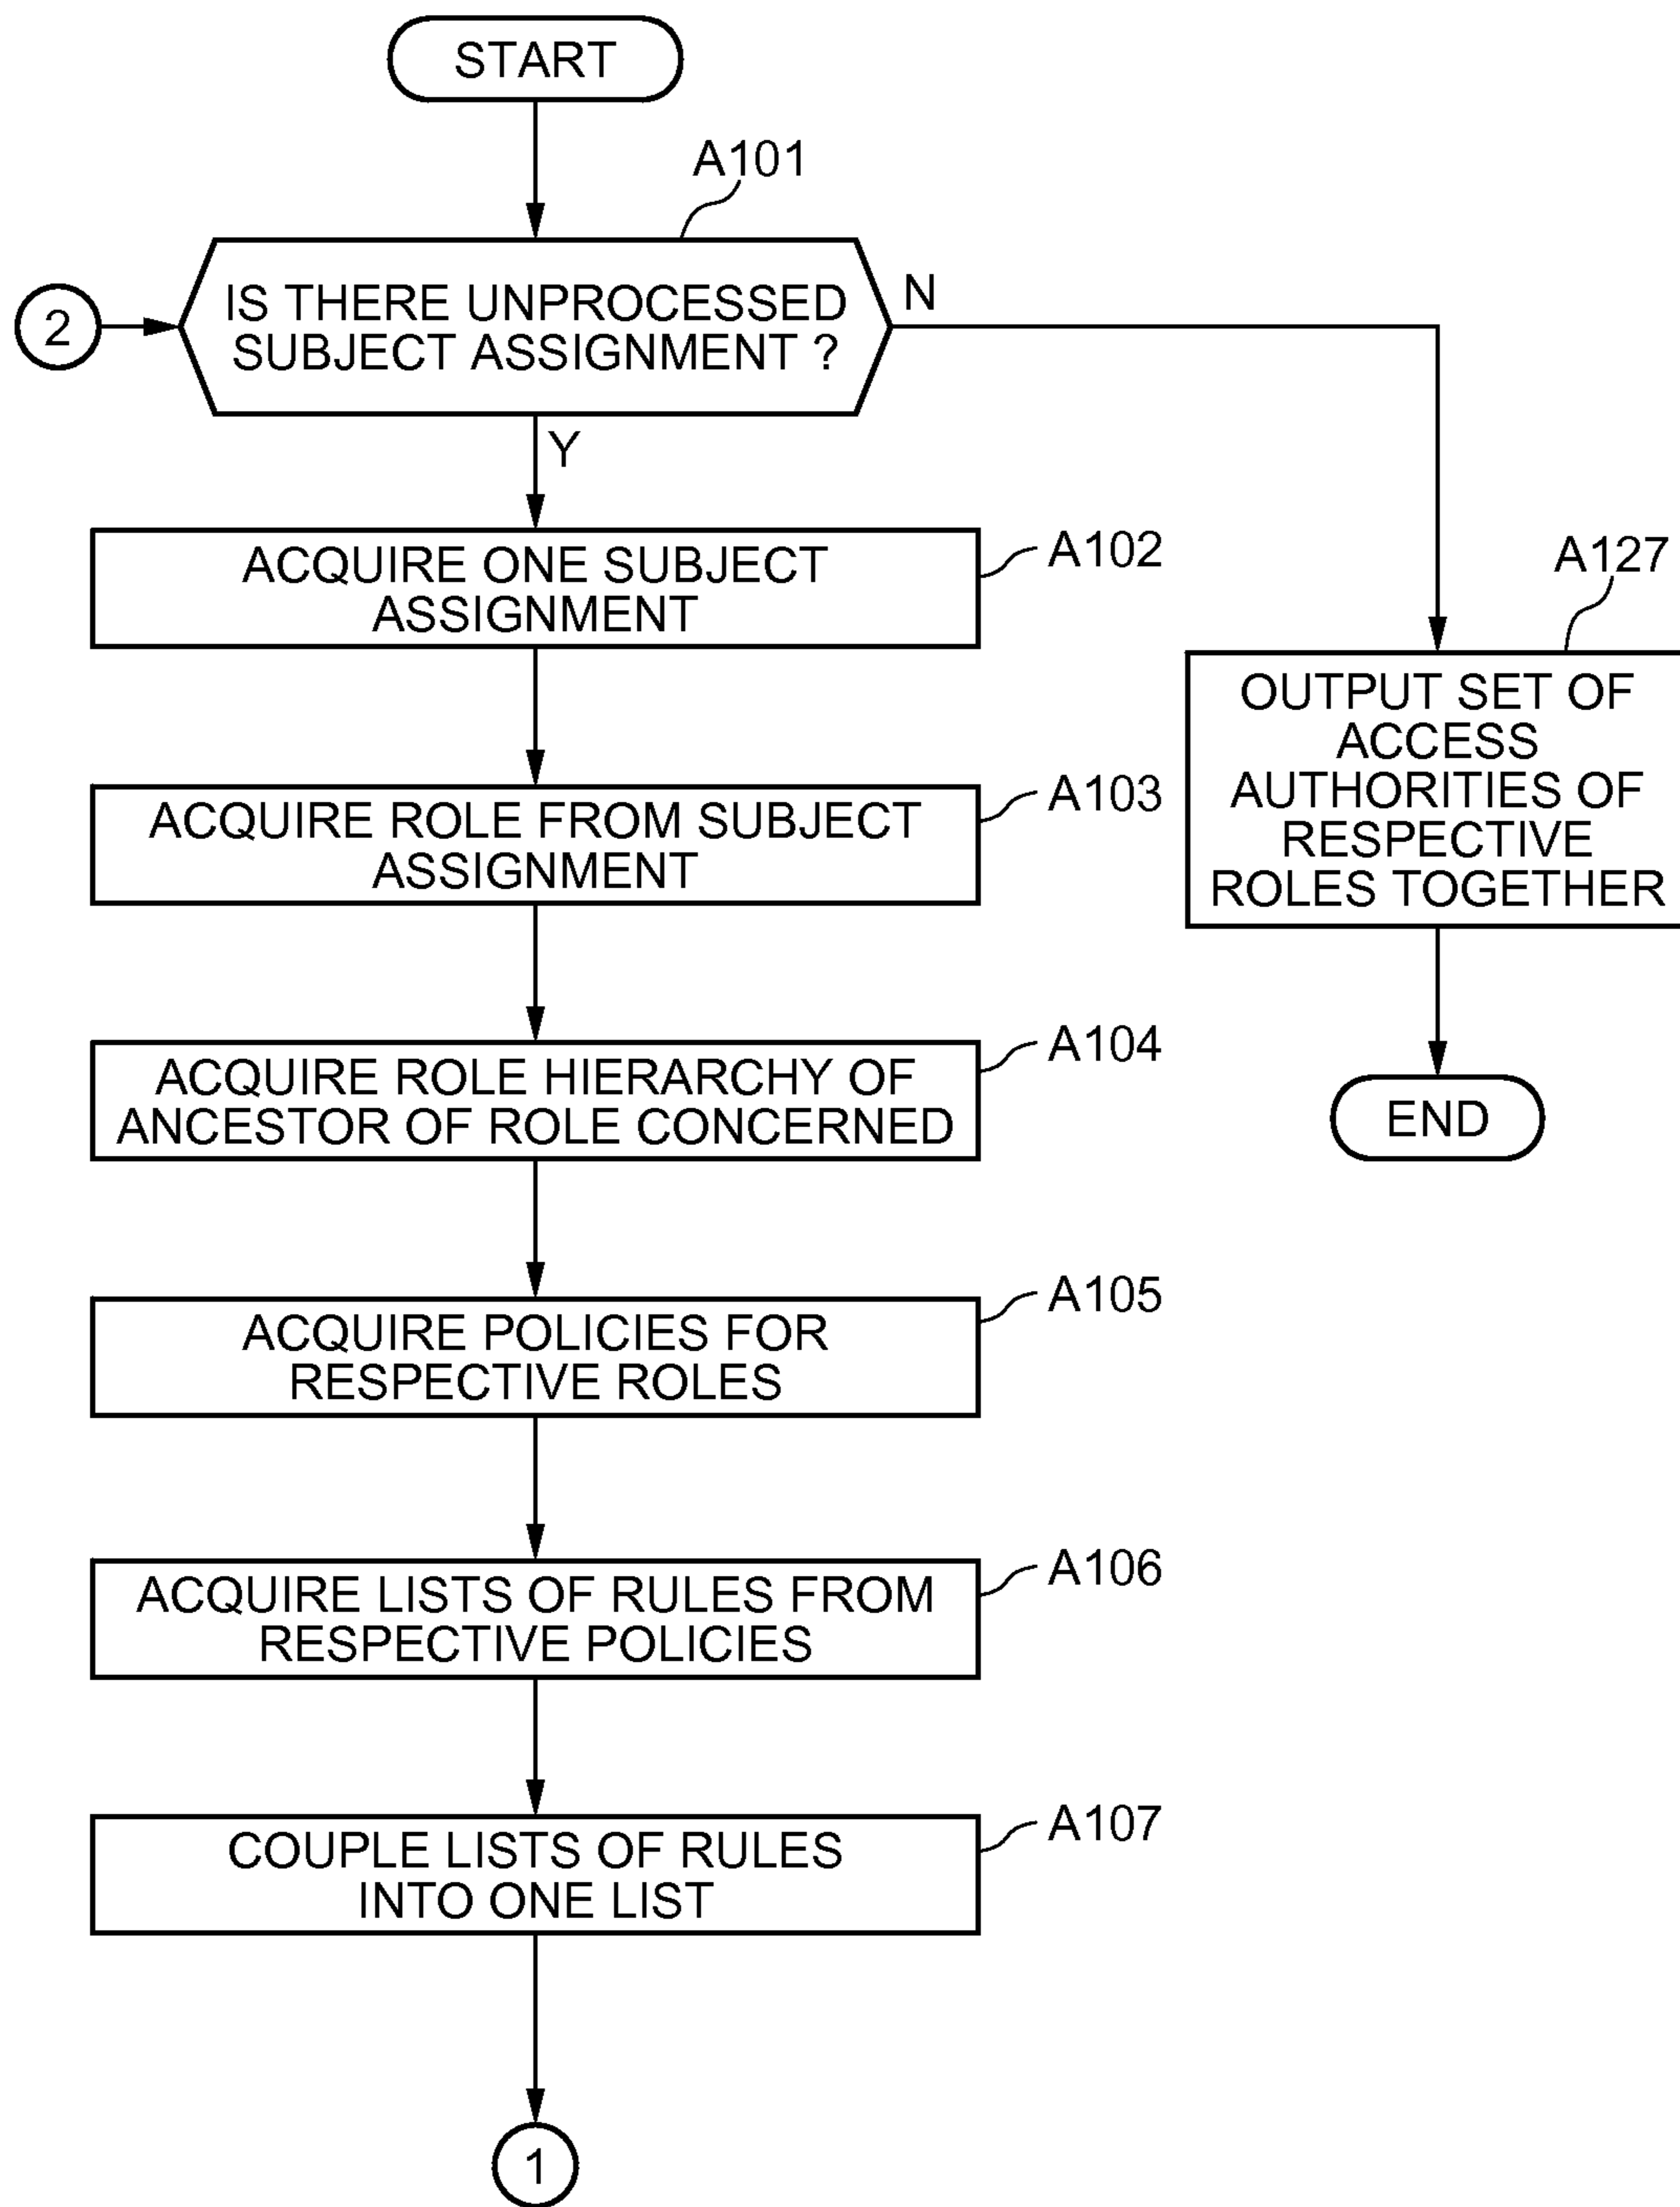 START
A101
2
IS THERE UNPROCESSED
SUBJECT ASSIGNMENT ?
N
Y
ACQUIRE ONE SUBJECT
ASSIGNMENT
A102
A127
OUTPUT SET OF
ACCESS
AUTHORITIES OF
RESPECTIVE
ROLES TOGETHER
ACQUIRE ROLE FROM SUBJECT
ASSIGNMENT
A103
ACQUIRE ROLE HIERARCHY OF
ANCESTOR OF ROLE CONCERNED
A104
END
ACQUIRE POLICIES FOR
RESPECTIVE ROLES
A105
ACQUIRE LISTS OF RULES FROM
RESPECTIVE POLICIES
A106
COUPLE LISTS OF RULES
INTO ONE LIST
A107
1